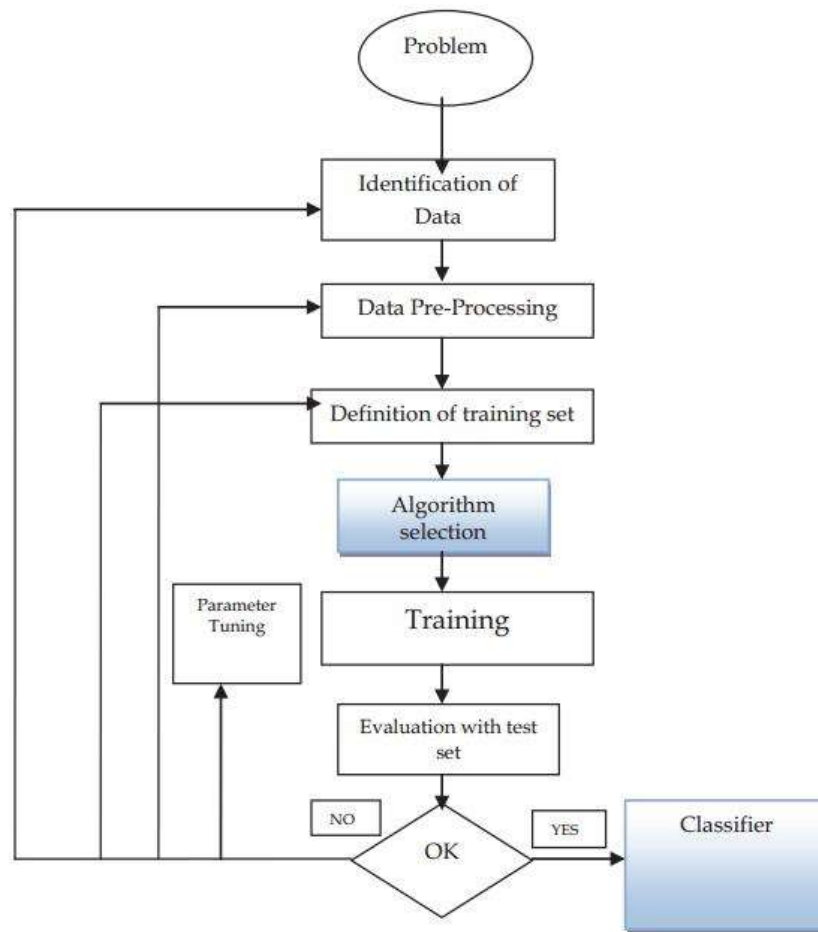 Problem
Identification of
Data
Data Pre-Processing
Definition of training set
Algorithm
selection
Parameter
Tuning
Training
Evaluation with test
set
NO
OK
YES
Classifier